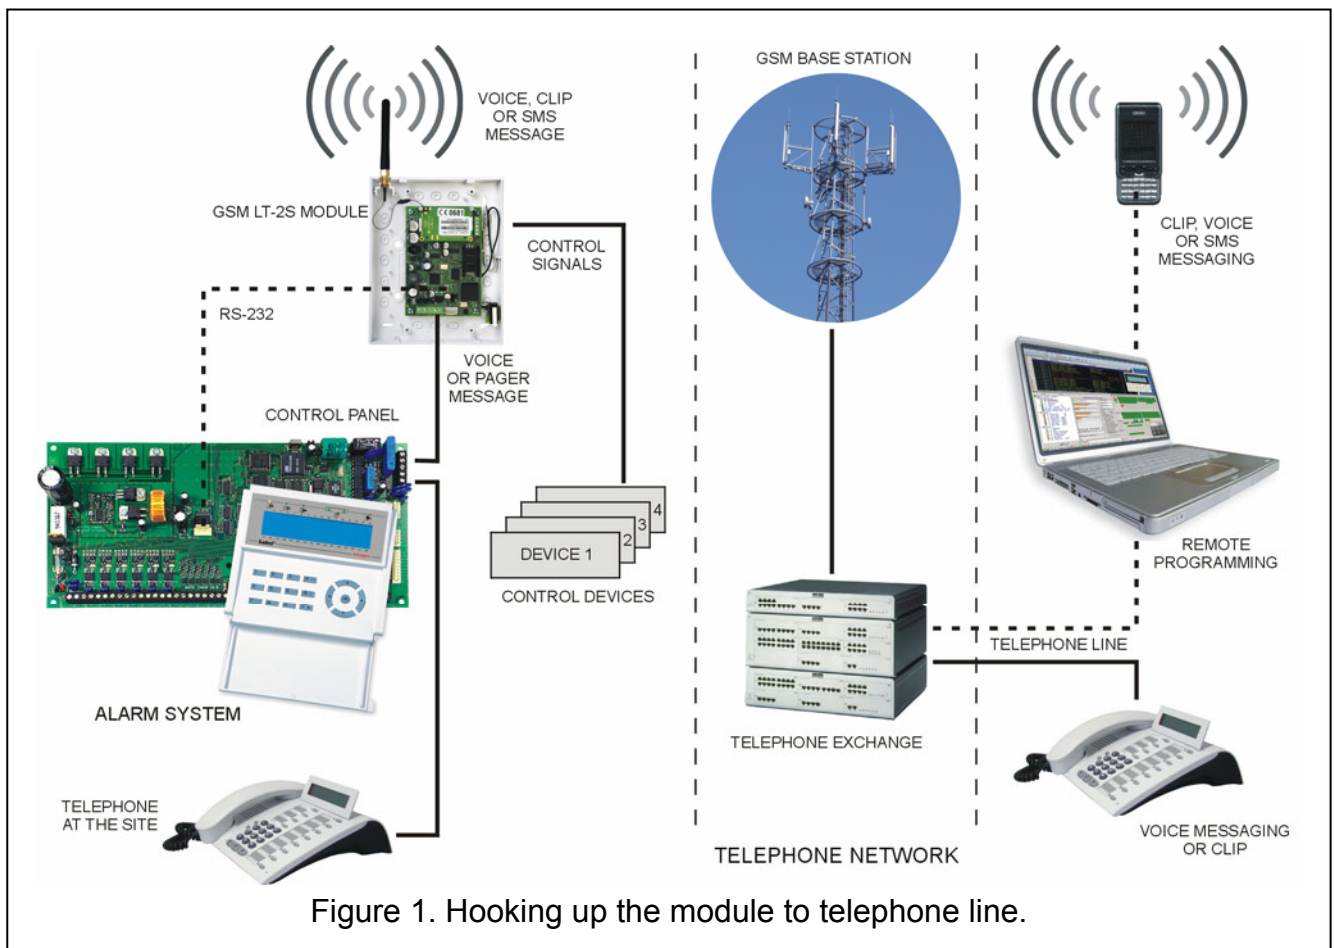 GSM BASE STATION
VOICE, CLIP
OR SMS
MESSAGE
GSM LT-2S MODULE
CE 0681
CONTROL
SIGNALS
CLIP, VOICE
OR SMS
MESSAGING
RS-232
VOICE
OR PAGER
MESSAGE
CONTROL PANEL
4
3
2
DEVICE 1
CONTROL DEVICES
REMOTE
PROGRAMMING
TELEPHONE LINE
ALARM SYSTEM
TELEPHONE EXCHANGE
TELEPHONE
AT THE SITE
VOICE MESSAGING
OR CLIP
TELEPHONE NETWORK
Figure 1. Hooking up the module to telephone line.